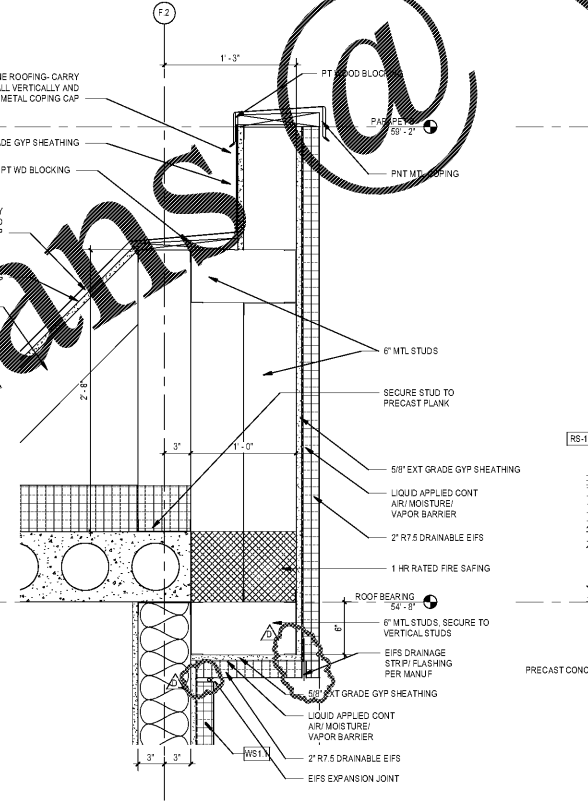 F.2
1' - 3"
NE ROOFING- CARRY
ALL VERTICALLY AND
METAL COPING CAP
PT WOOD BLOCKING
PARAPET
59' - 2"
ADE GYP SHEATHING
PT WD BLOCKING
PNT MTL COPING
@
ans
6" MTL STUDS
2' - 8"
SECURE STUD TO
PRECAST PLANK
3"
1' - 0"
RS-1
5/8" EXT GRADE GYP SHEATHING
LIQUID APPLIED CONT
AIR/ MOISTURE/
VAPOR BARRIER
2" R7.5 DRAINABLE EIFS
1 HR RATED FIRE SAFING
ROOF BEARING
54' - 8"
6" MTL STUDS, SECURE TO
VERTICAL STUDS
6"
D
EIFS DRAINAGE
STRIP/ FLASHING
PER MANUF
PRECAST CONC
D
5/8" EXT GRADE GYP SHEATHING
LIQUID APPLIED CONT
AIR/ MOISTURE/
VAPOR BARRIER
WS1.1
2" R7.5 DRAINABLE EIFS
3"
3"
EIFS EXPANSION JOINT